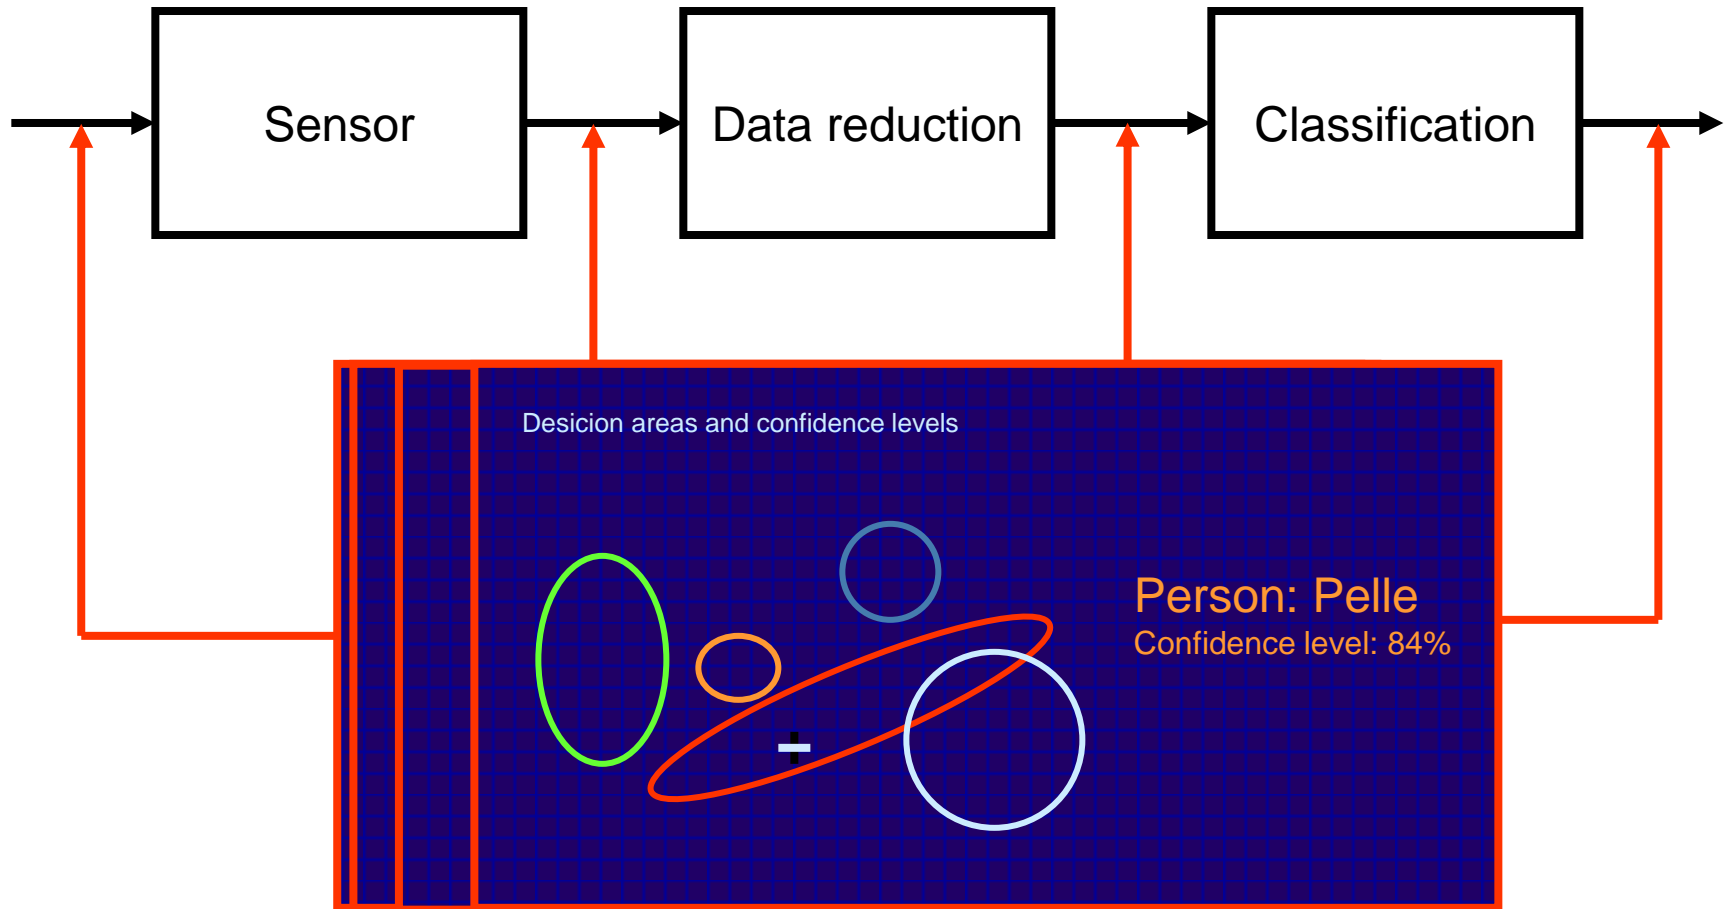 Sensor
Data reduction
Classification
Desicion areas and confidence levels
Person: Pelle
Confidence level: 84%